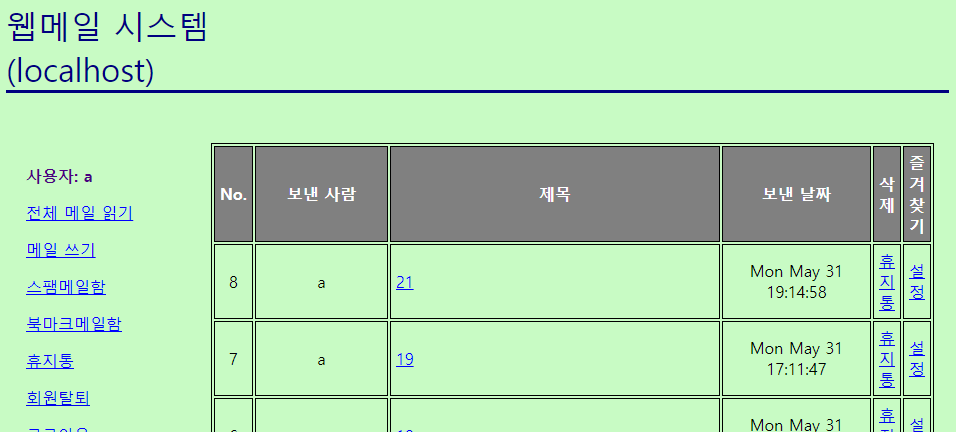 웹메일 시스템
(localhost)
사용자: a
전체 메일 읽기
메일 쓰기
스팸메일함
북마크메일함
휴지통
회원탈퇴
No. 보낸 사람 제목 보낸 날짜 삭제 즐겨찾기
8 a 21 Mon May 31 19:14:58 휴지통 설정
7 a 19 Mon May 31 17:11:47 휴지통 설정
Mon May 31